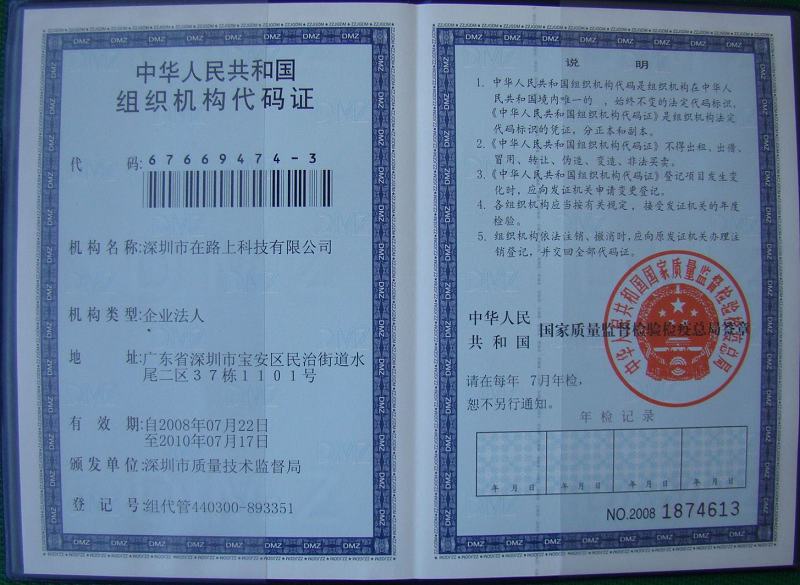 中华人民共和国
组织机构代码证
代 码:67669474-3
机构名称:深圳市在路上科技有限公司
机构类型:企业法人
地 址:广东省深圳市宝安区民治街道水
尾二区37栋1101号
有 效 期:自2008年07月22日
至2010年07月17日
颁发单位:深圳市质量技术监督局
登 记 号:组代管440300-893351
说 明
1. 中华人民共和国组织机构代码是组织机构在中华人
民共和国境内唯一的 、始终不变的法定代码标识,
《中华人民共和国组织机构代码证》是组织机构法定
代码标识的凭证,分正本和副本。
2.《中华人民共和国组织机构代码证》不得出租、出借、
冒用、转让、伪造、变造、非法买卖。
3.《中华人民共和国组织机构代码证》登记项目发生变
化时,应向发证机关申请变更登记。
4. 各组织机构应当按有关规定 ,接受发证机关的年度
检验。
5. 组织机构依法注销、撤消时,应向原发证机关办理注
销登记,并交回全部代码证。
中华人民
共 和 国 国家质量监督检验检疫总局签章
中华人民共和国国家质量监督检验检疫总局
请在每年 7月年检,
恕不另行通知。
年检记录
年 月 日 年 月 日 年 月 日 年 月 日
NO.2008 1874613